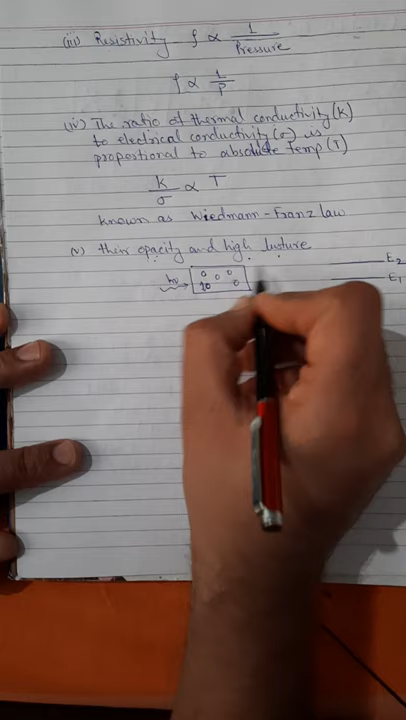 (iii) Resistivity ρ ∝ 1/Pressure
ρ ∝ 1/P
(iv) The ratio of thermal conductivity (K)
to electrical conductivity (σ) is
proportional to absolute Temp (T)
K/σ ∝ T
known as Wiedmann-Franz law
(v) their opacity and high lusture
hν
E2
E1